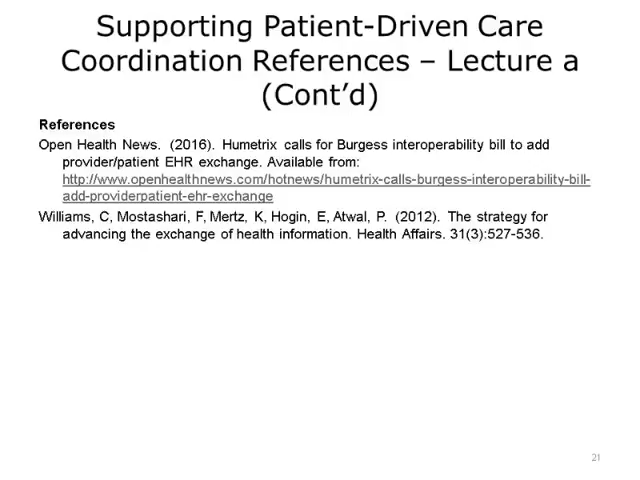 Supporting Patient-Driven Care
Coordination References – Lecture a
(Cont’d)
References
Open Health News. (2016). Humetrix calls for Burgess interoperability bill to add
provider/patient EHR exchange. Available from:
http://www.openhealthnews.com/hotnews/humetrix-calls-burgess-interoperability-bill-
add-providerpatient-ehr-exchange
Williams, C, Mostashari, F, Mertz, K, Hogin, E, Atwal, P. (2012). The strategy for
advancing the exchange of health information. Health Affairs. 31(3):527-536.
21